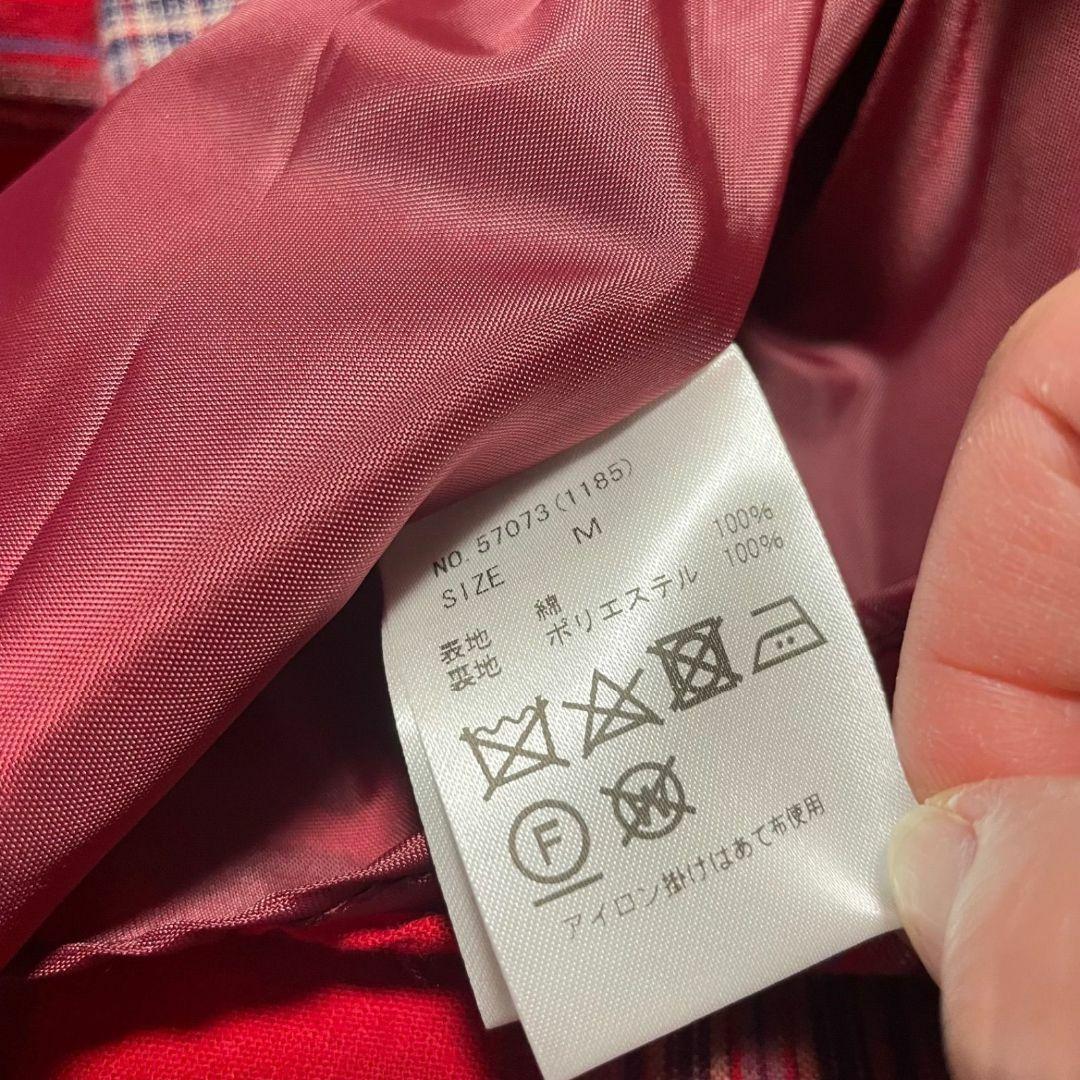 NO. 57073(1185)
SIZE M
表地 綿 100%
裏地 ポリエステル 100%
F W
アイロン掛けはあて布使用